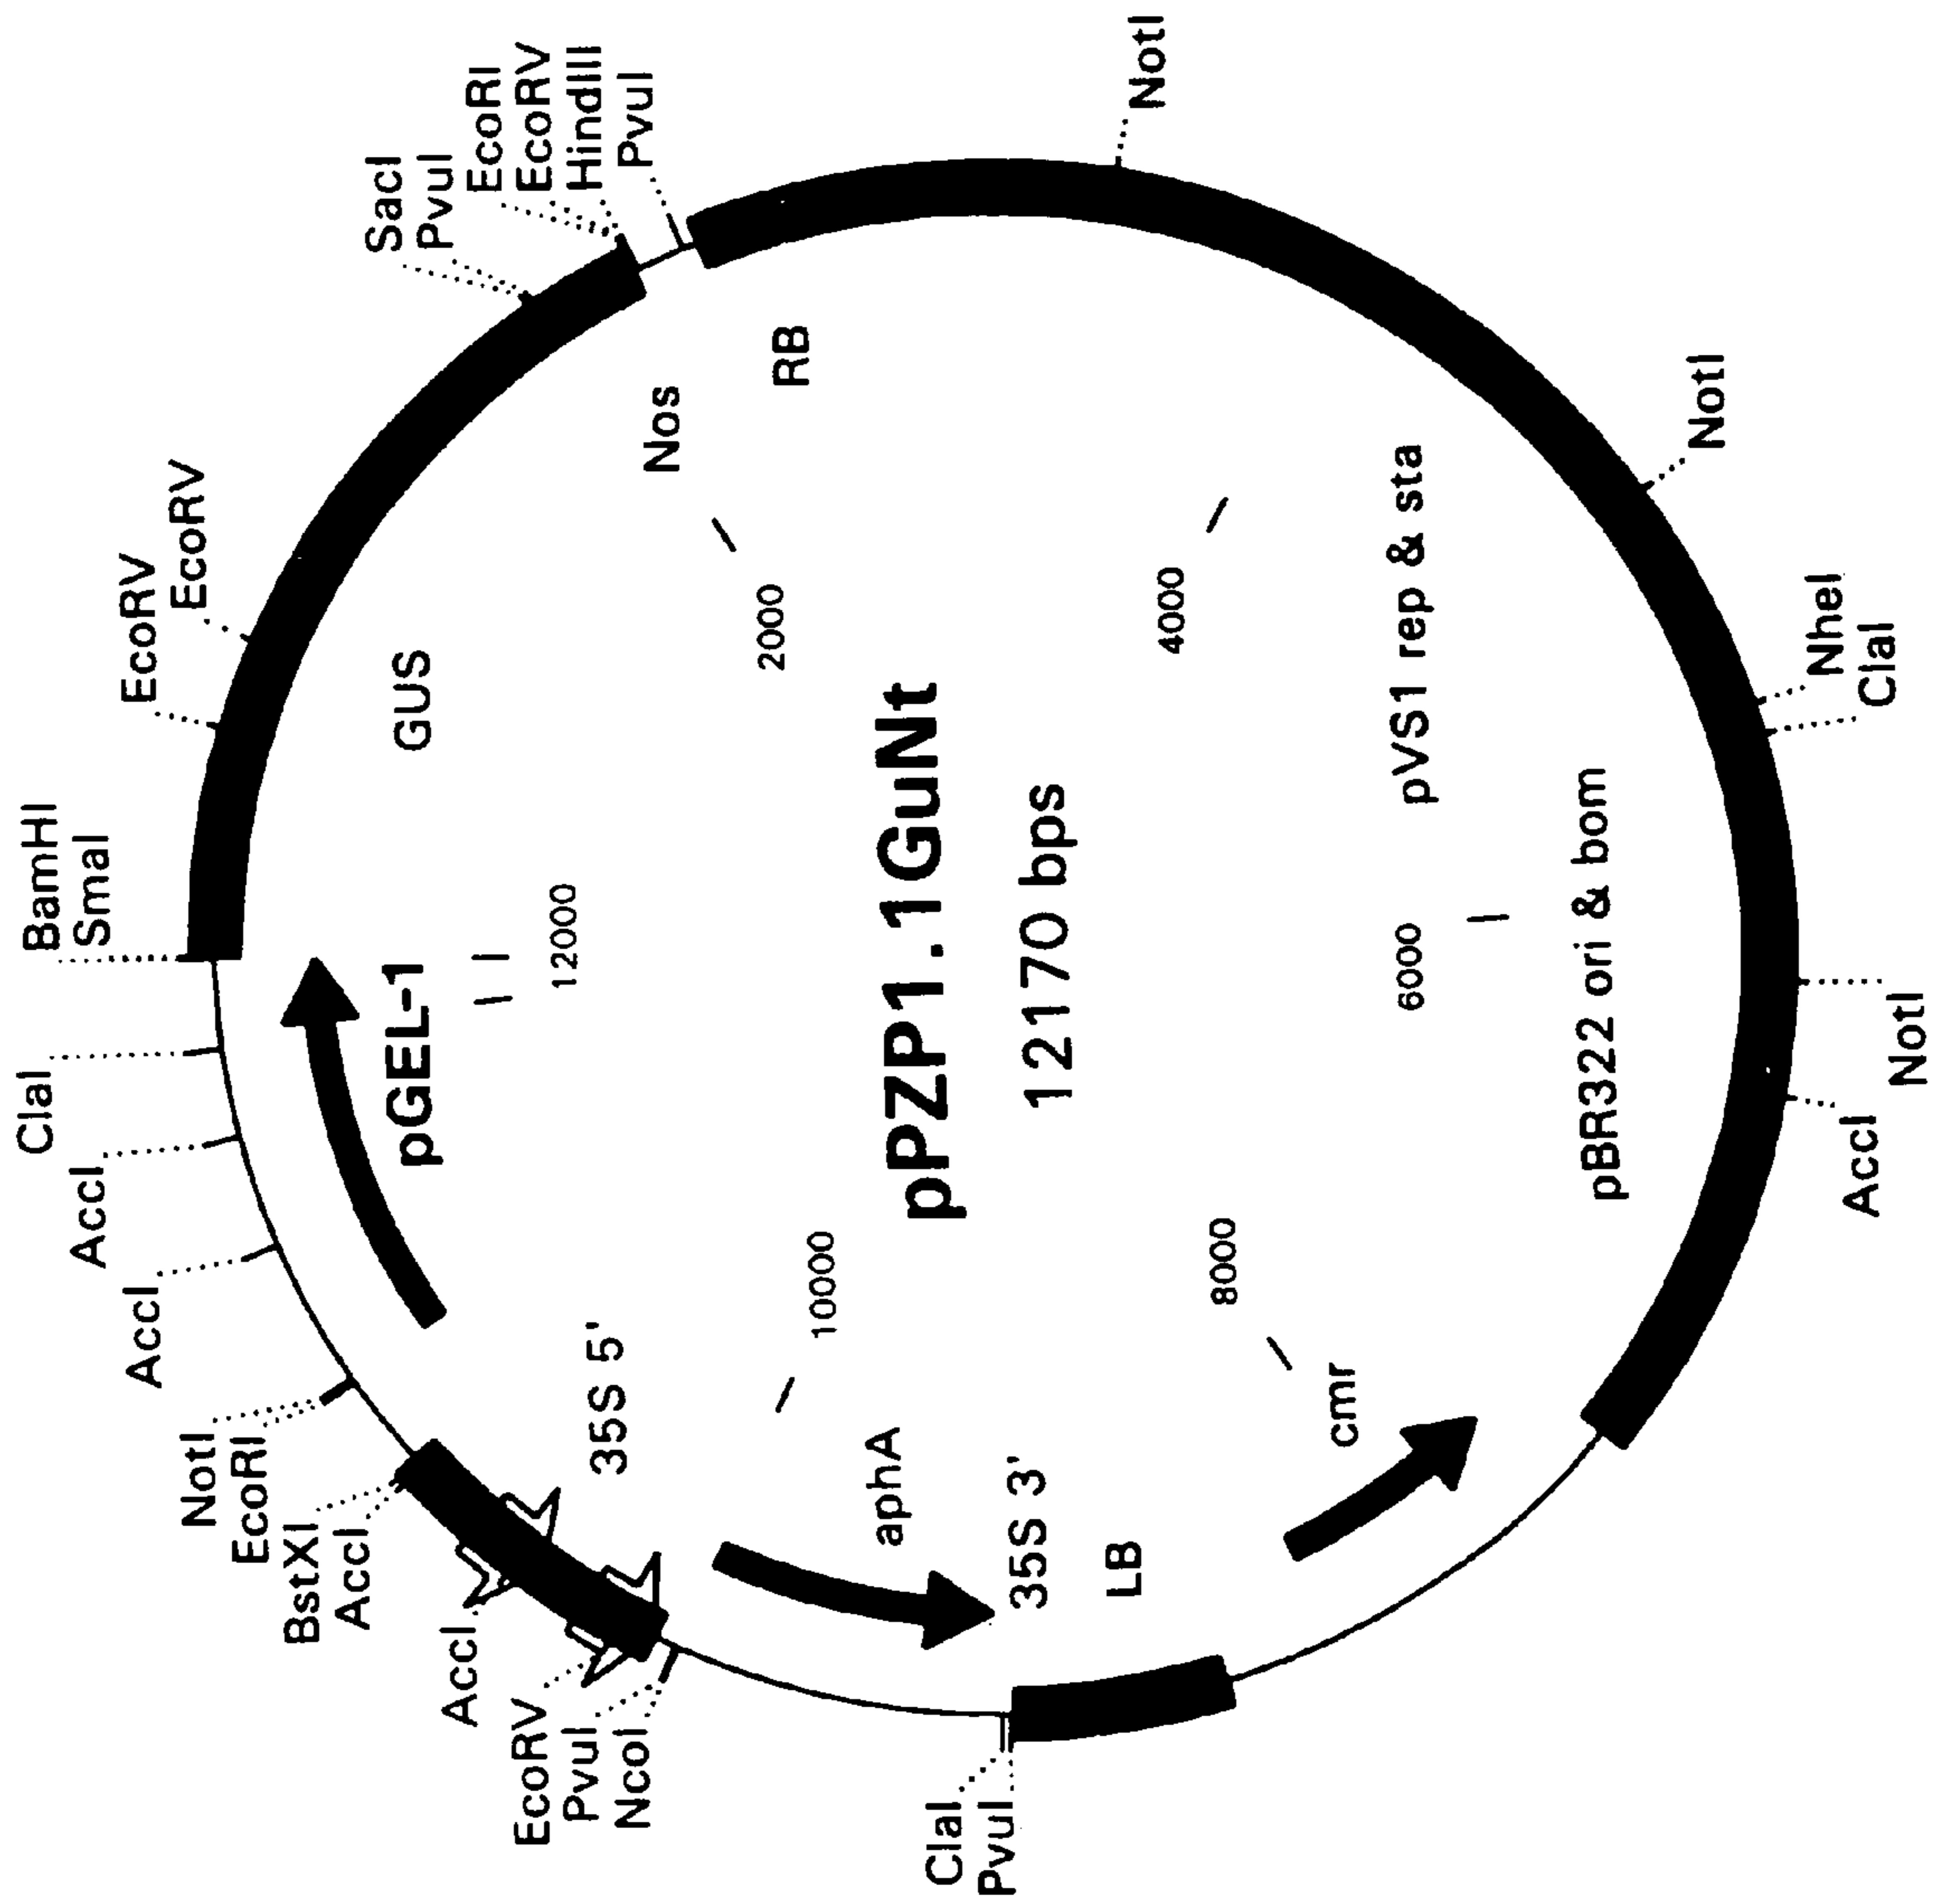 ClaI
BamHI
SmaI
AccI
AccI
EcoRV
EcoRV
NotI
EcoRI
BstXI
AccI
SacI
PvuI
pGEL-1
GUS
AccI
EcoRI
EcoRV
HindIII
PvuI
EcoRV
PvuI
NcoI
12000
35S 5'
Nos
2000
RB
10000
aphA
pPZP1.1GuNt
ClaI
PvuI
35S 3'
12170 bps
LB
NotI
4000
8000
cmr
6000
pVS1 rep & sta
pBR322 ori & bom
NotI
NheI
ClaI
AccI
NotI